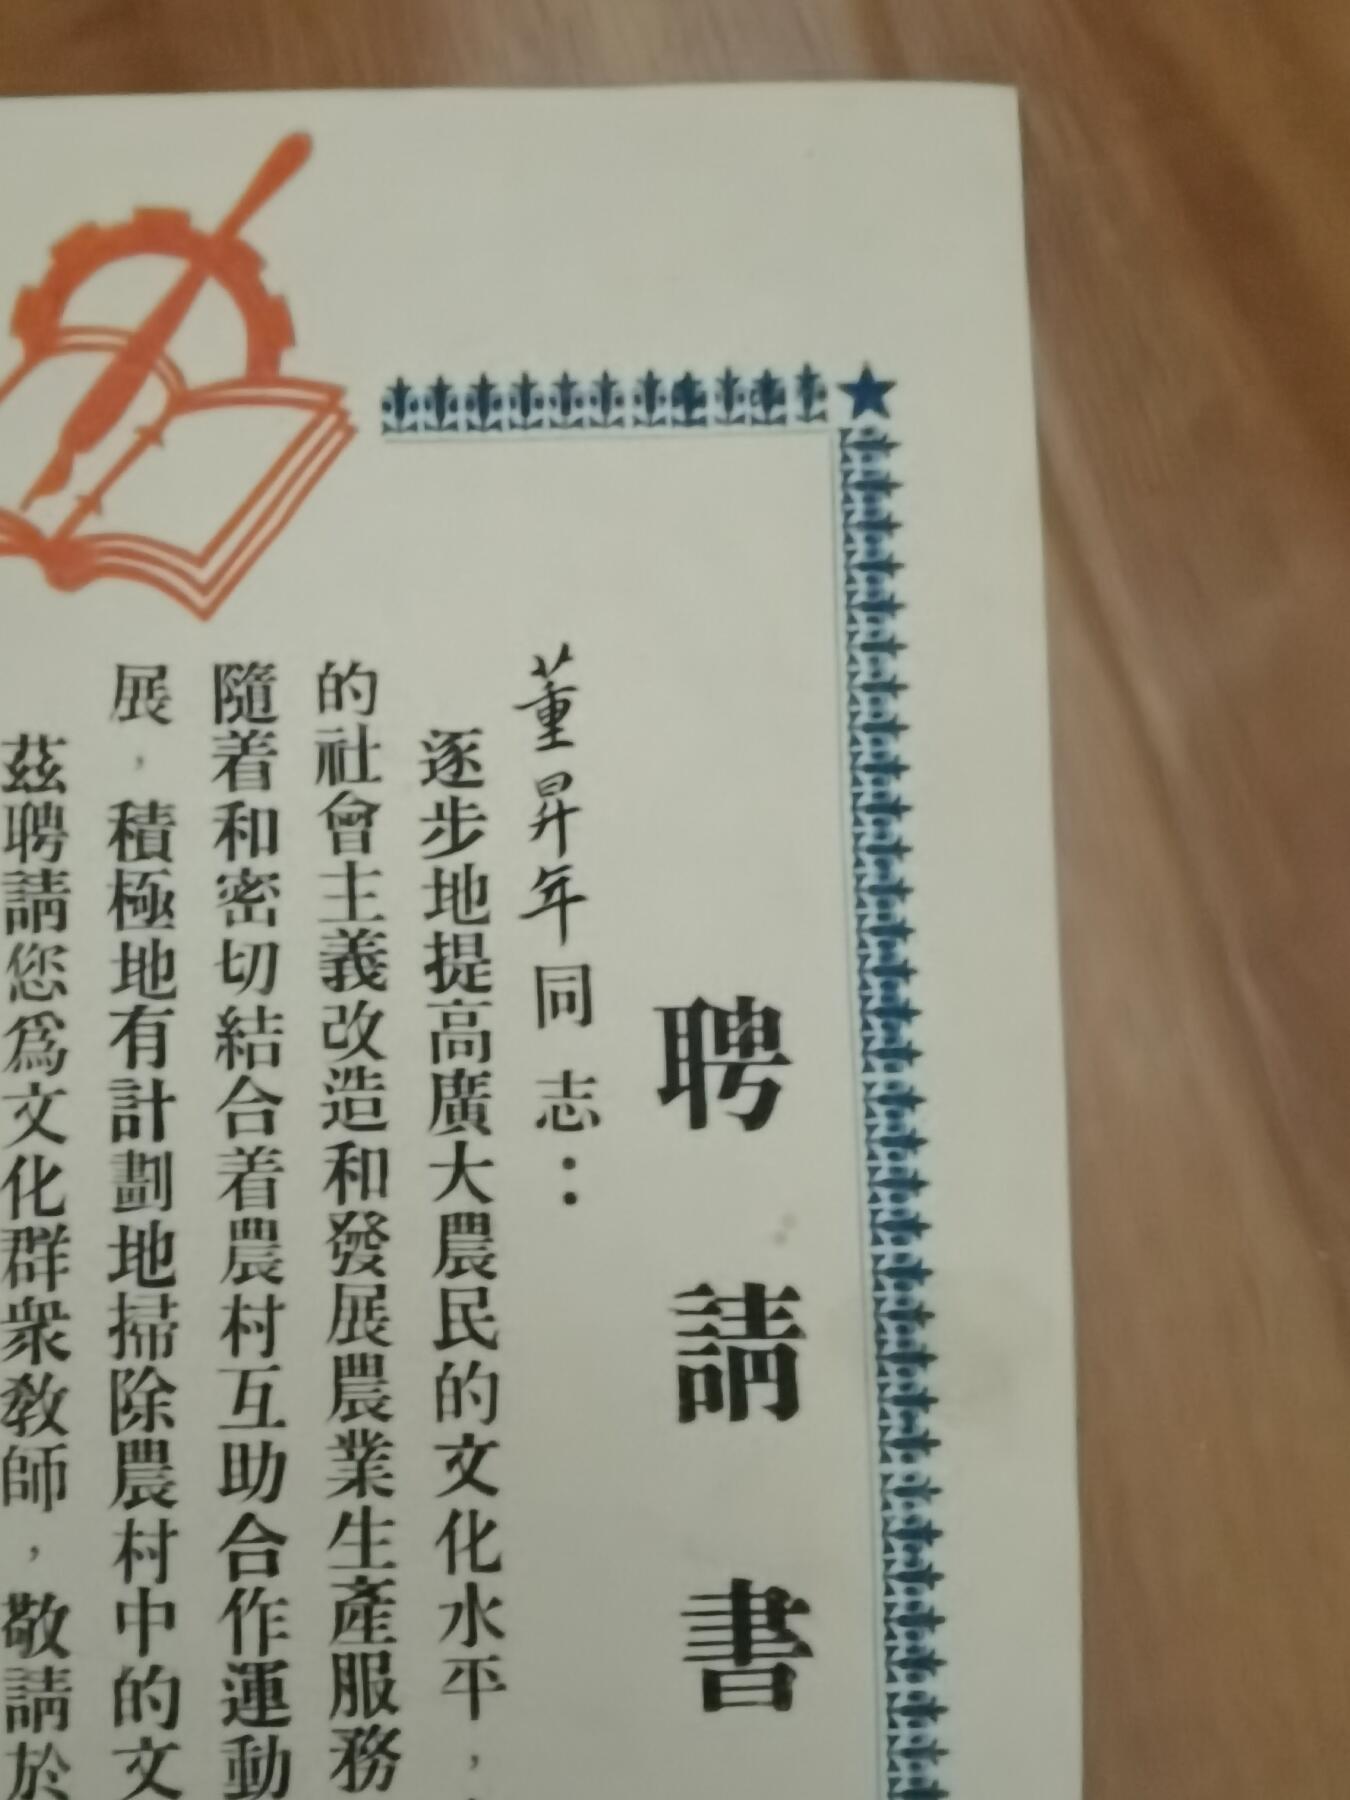 聘請書
董昇年同志：
逐步地提高廣大農民的文化水平，
的社會主義改造和發展農業生產服務
隨着和密切結合着農村互助合作運動
展，積極地有計劃地掃除農村中的文
茲聘請您爲文化群衆教師，敬請於